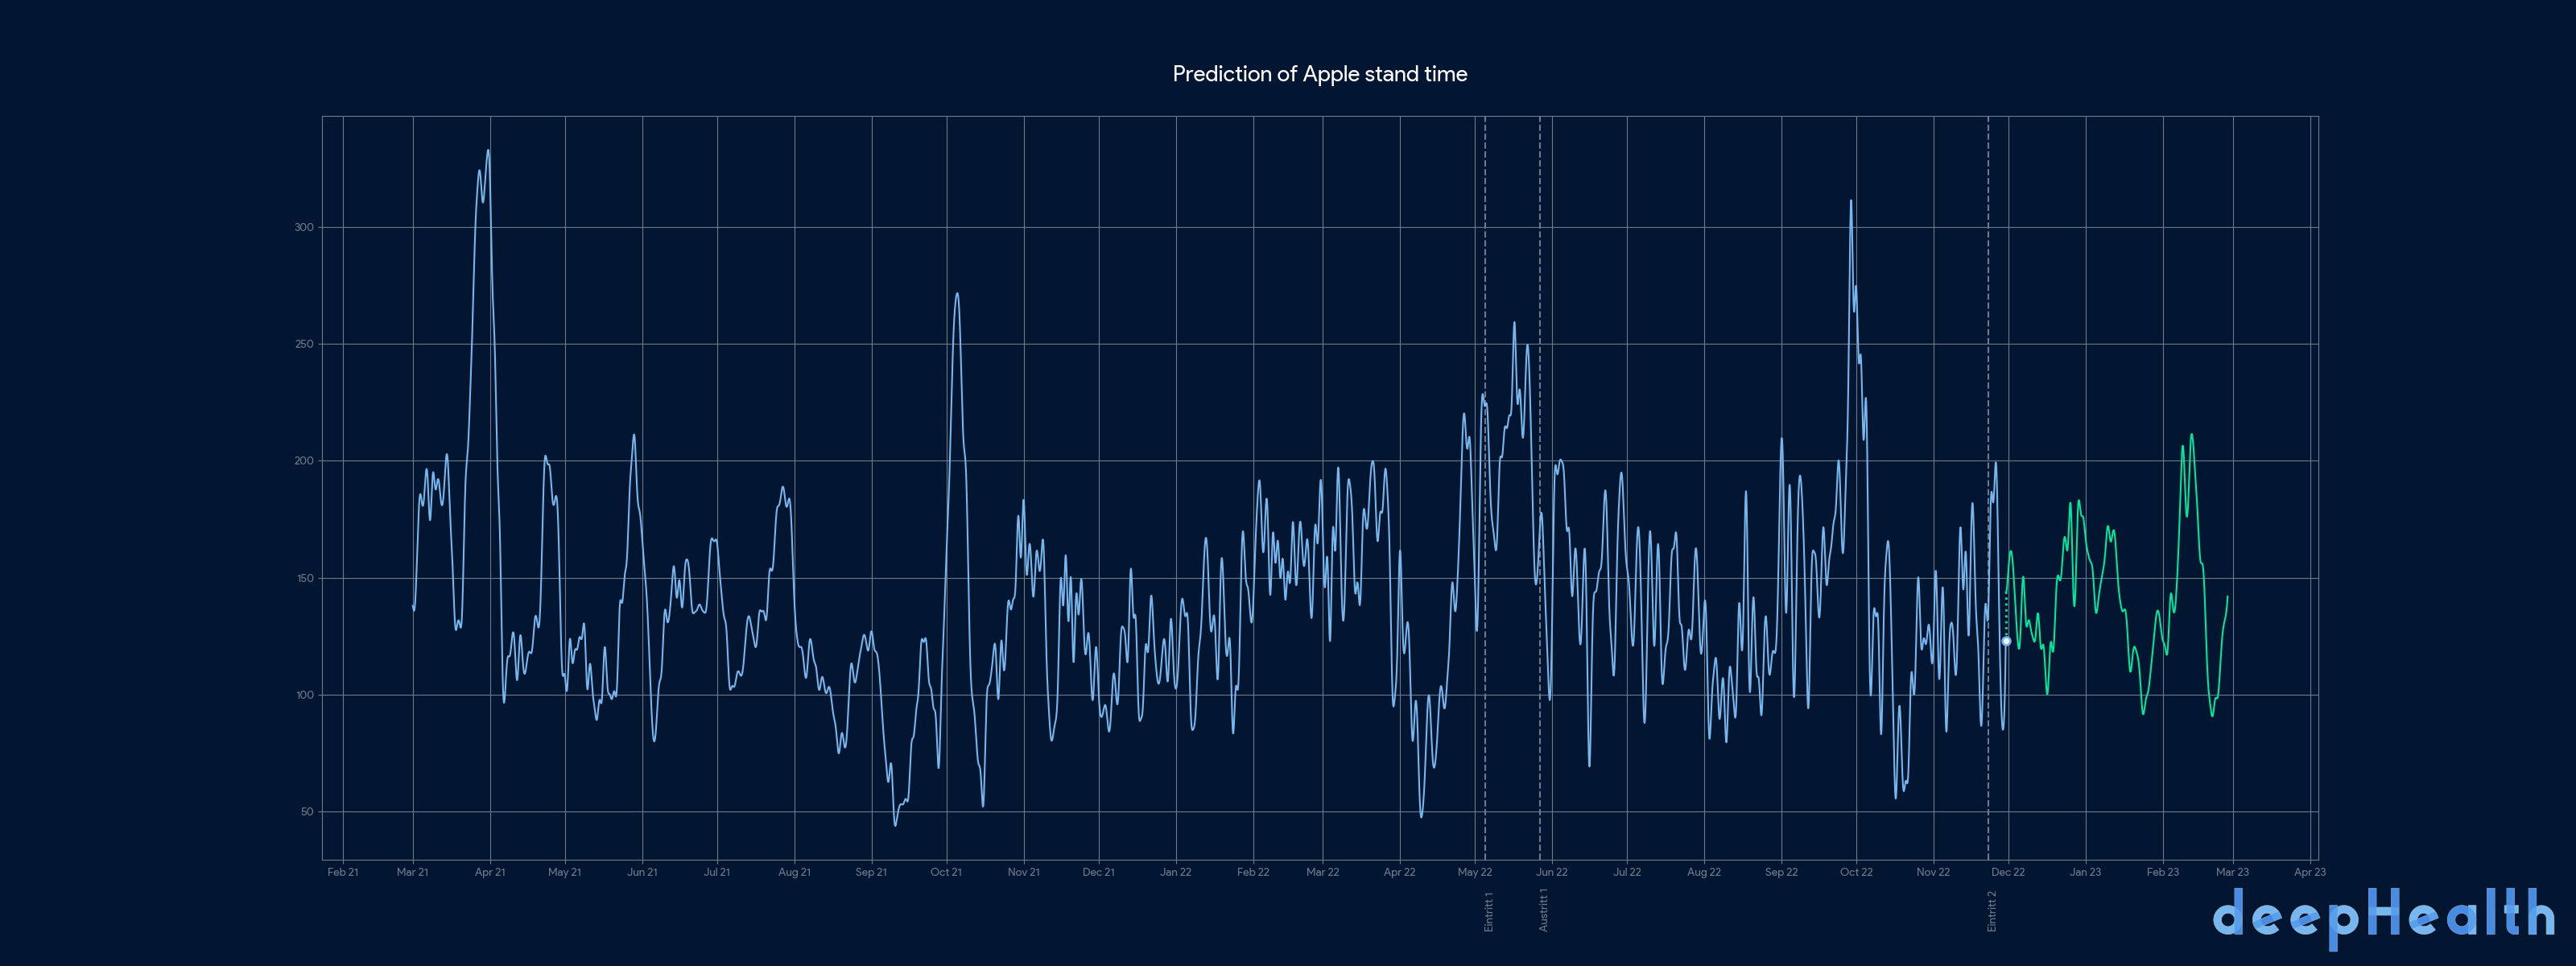 Prediction of Apple stand time
300
250
200
150
100
50
Feb 21
Mar 21
Apr 21
May 21
Jun 21
Jul 21
Aug 21
Sep 21
Oct 21
Nov 21
Dec 21
Jan 22
Feb 22
Mar 22
Apr 22
May 22
Jun 22
Jul 22
Aug 22
Sep 22
Oct 22
Nov 22
Dec 22
Jan 23
Feb 23
Mar 23
Apr 23
Eintritt 1
Austritt 1
Eintritt 2
deepHealth